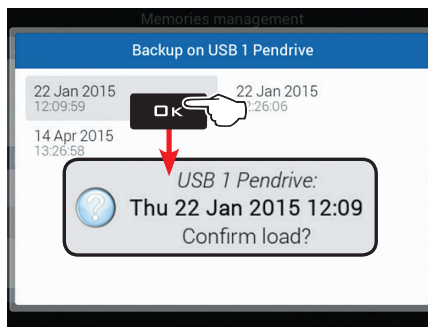 Memories management
Backup on USB 1 Pendrive
22 Jan 2015
12:09:59
22 Jan 2015
:26:06
OK
14 Apr 2015
13:26:58
USB 1 Pendrive:
Thu 22 Jan 2015 12:09
Confirm load?